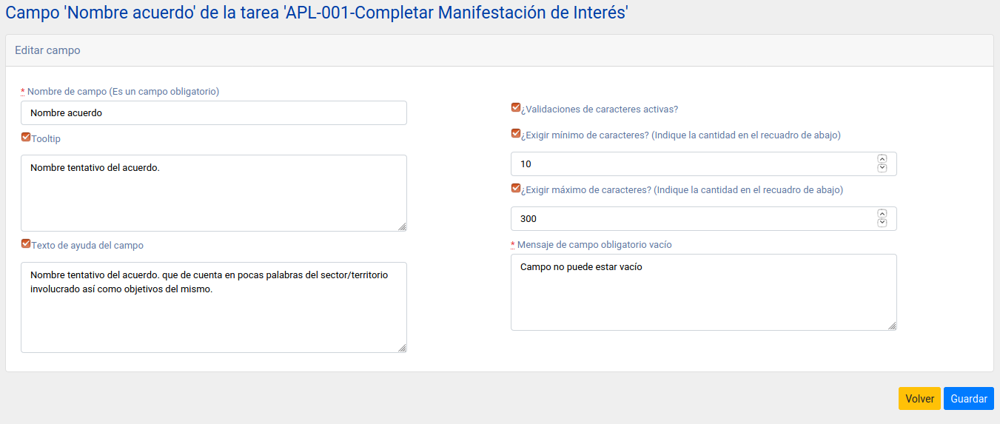 Campo 'Nombre acuerdo' de la tarea 'APL-001-Completar Manifestación de Interés'
Editar campo
* Nombre de campo (Es un campo obligatorio)
Nombre acuerdo
Tooltip
Nombre tentativo del acuerdo.
Texto de ayuda del campo
Nombre tentativo del acuerdo. que de cuenta en pocas palabras del sector/territorio
involucrado así como objetivos del mismo.
¿Validaciones de caracteres activas?
¿Exigir mínimo de caracteres? (Indique la cantidad en el recuadro de abajo)
10
¿Exigir máximo de caracteres? (Indique la cantidad en el recuadro de abajo)
300
* Mensaje de campo obligatorio vacío
Campo no puede estar vacío
Volver
Guardar